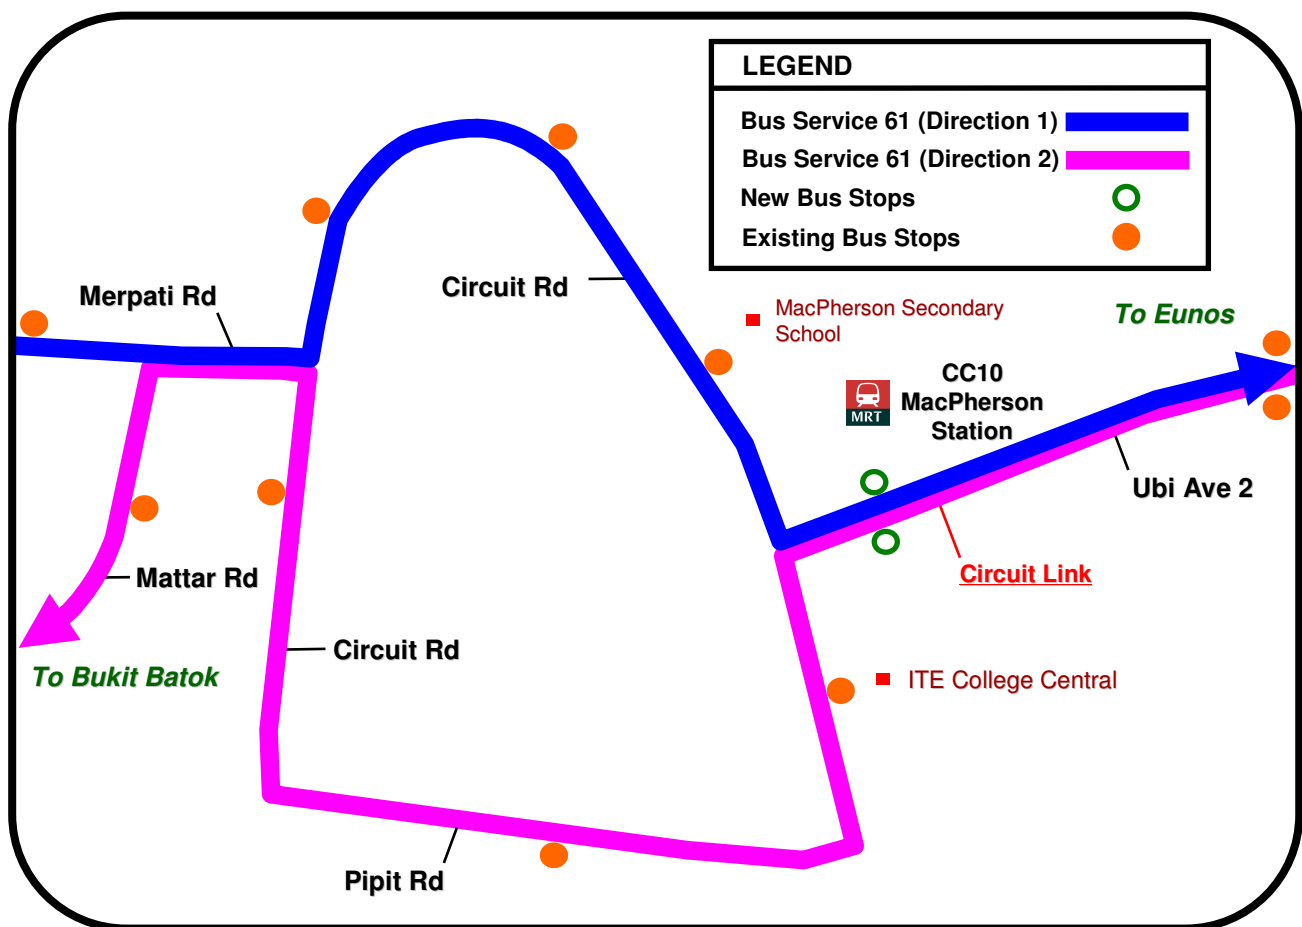 LEGEND
Bus Service 61 (Direction 1)
Bus Service 61 (Direction 2)
New Bus Stops
Existing Bus Stops
Merpati Rd
Circuit Rd
MacPherson Secondary
School
To Eunos
CC10
MacPherson
Station
MRT
Ubi Ave 2
Circuit Link
Mattar Rd
Circuit Rd
To Bukit Batok
ITE College Central
Pipit Rd